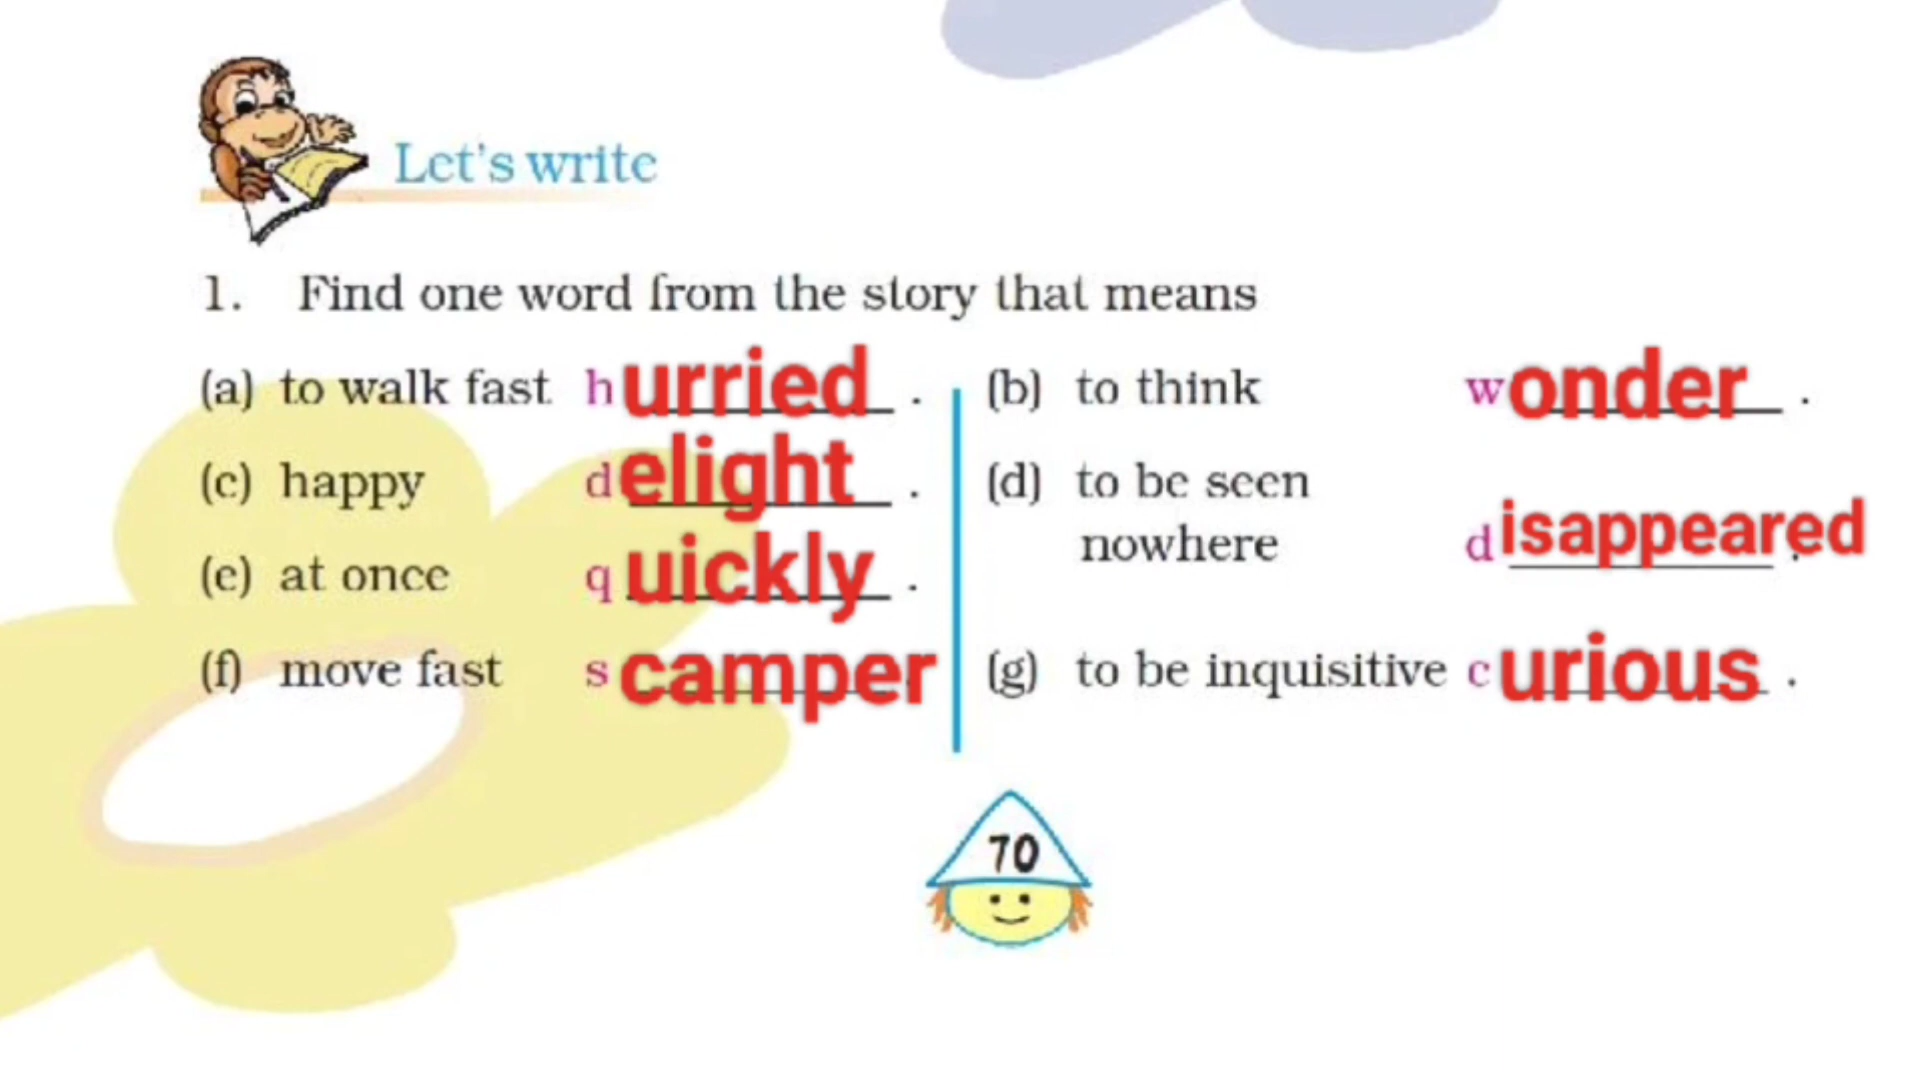 Let's write
1. Find one word from the story that means
(a) to walk fast hurried .
(b) to think wonder .
(c) happy delight .
(d) to be seen nowhere disappeared .
(e) at once quickly .
(f) move fast scamper
(g) to be inquisitive curious .
70